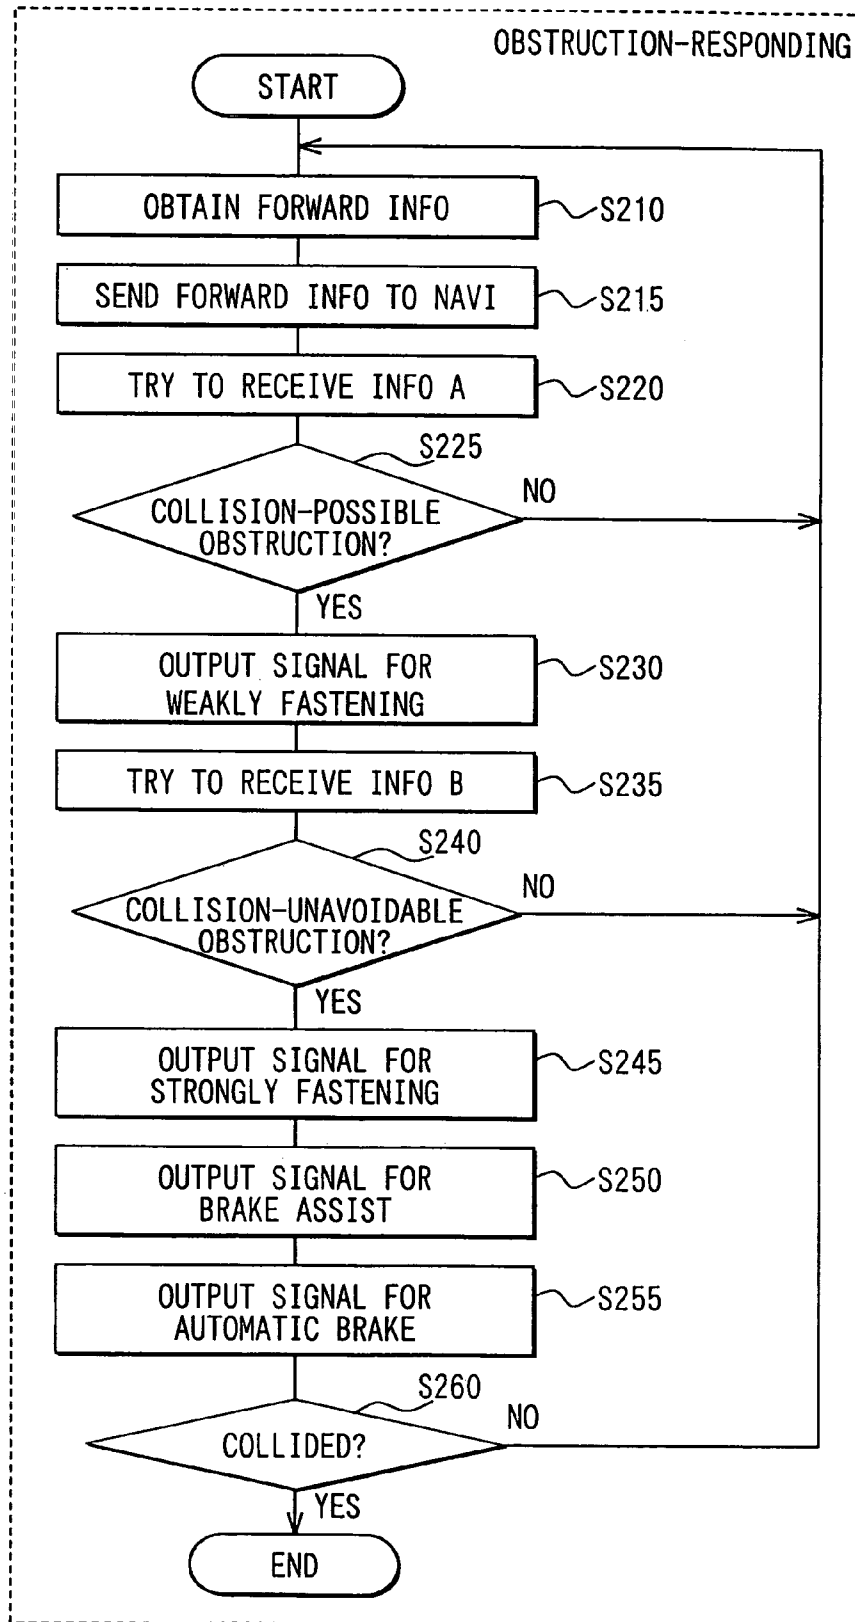 OBSTRUCTION-RESPONDING
START
OBTAIN FORWARD INFO
S210
SEND FORWARD INFO TO NAVI
S215
TRY TO RECEIVE INFO A
S220
S225
COLLISION-POSSIBLE
OBSTRUCTION?
NO
YES
OUTPUT SIGNAL FOR
WEAKLY FASTENING
S230
TRY TO RECEIVE INFO B
S235
S240
COLLISION-UNAVOIDABLE
OBSTRUCTION?
NO
YES
OUTPUT SIGNAL FOR
STRONGLY FASTENING
S245
OUTPUT SIGNAL FOR
BRAKE ASSIST
S250
OUTPUT SIGNAL FOR
AUTOMATIC BRAKE
S255
S260
COLLIDED?
NO
YES
END